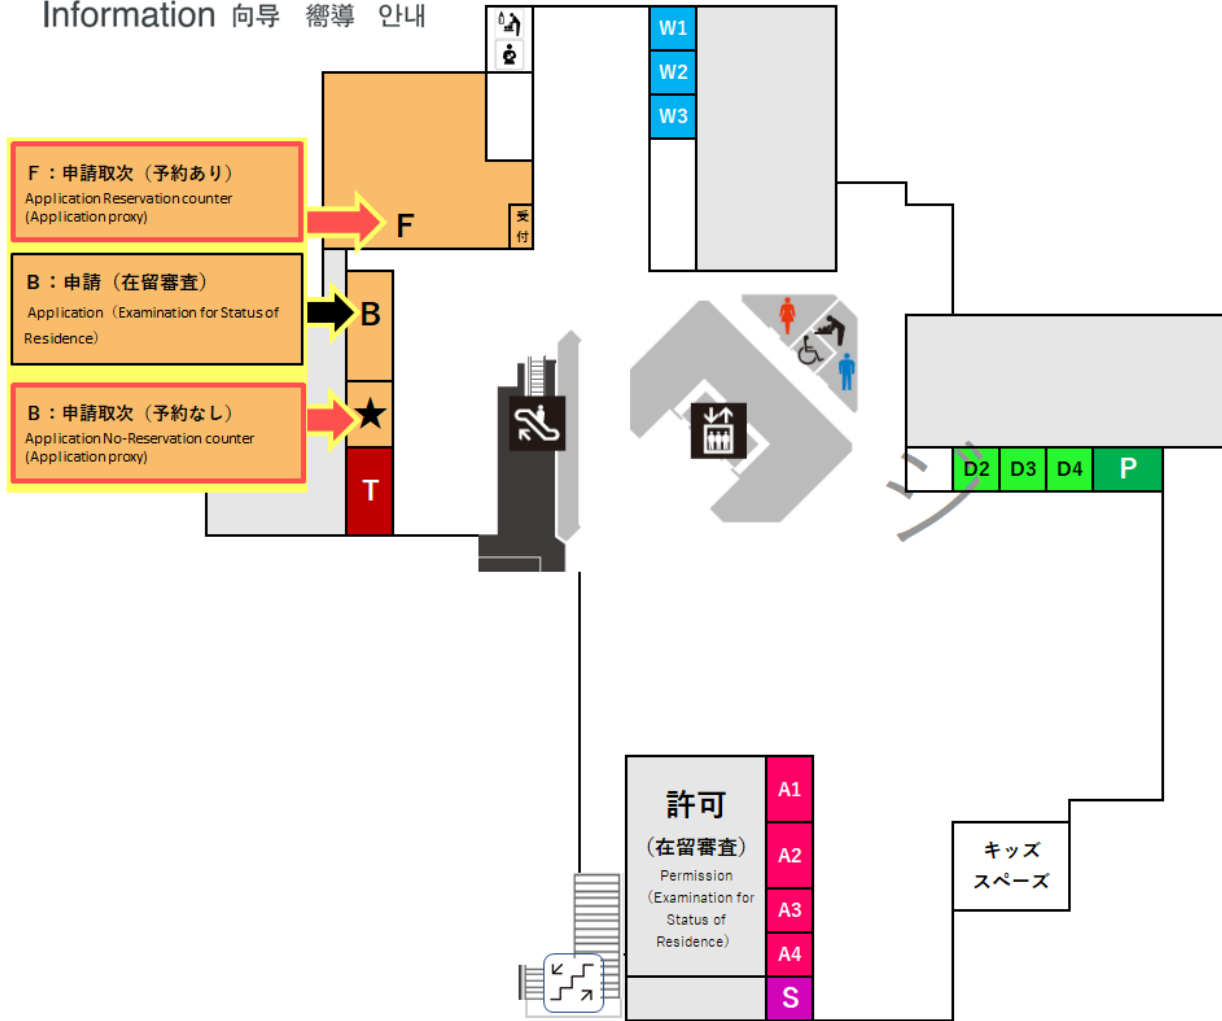 Information 向导 嚮導 안내
W1
W2
W3
F：申請取次（予約あり）
Application Reservation counter
(Application proxy)
F
受
付
B：申請（在留審査）
Application（Examination for Status of
Residence）
B
B：申請取次（予約なし）
Application No-Reservation counter
(Application proxy)
★
T
ジ
D2 D3 D4 P
許可
（在留審査）
Permission
（Examination for
Status of
Residence）
A1
A2
A3
A4
S
キッズ
スペーズ